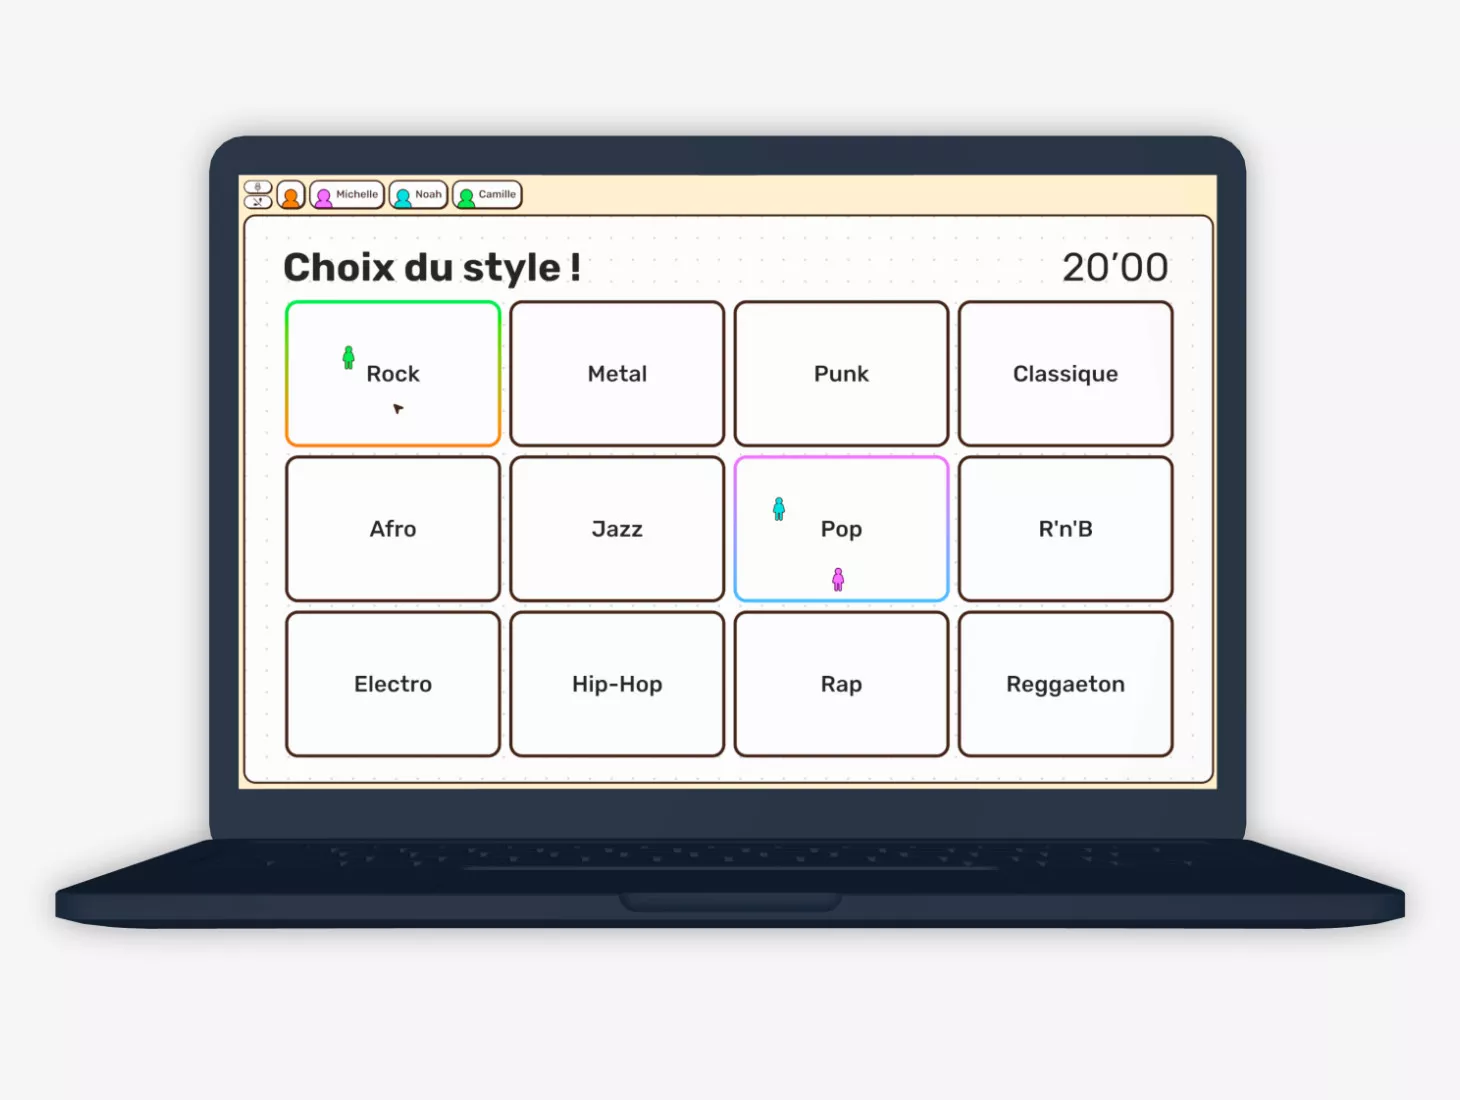 Michelle Noah Camille
Choix du style ! 20’00
Rock Metal Punk Classique
Afro Jazz Pop R'n'B
Electro Hip-Hop Rap Reggaeton